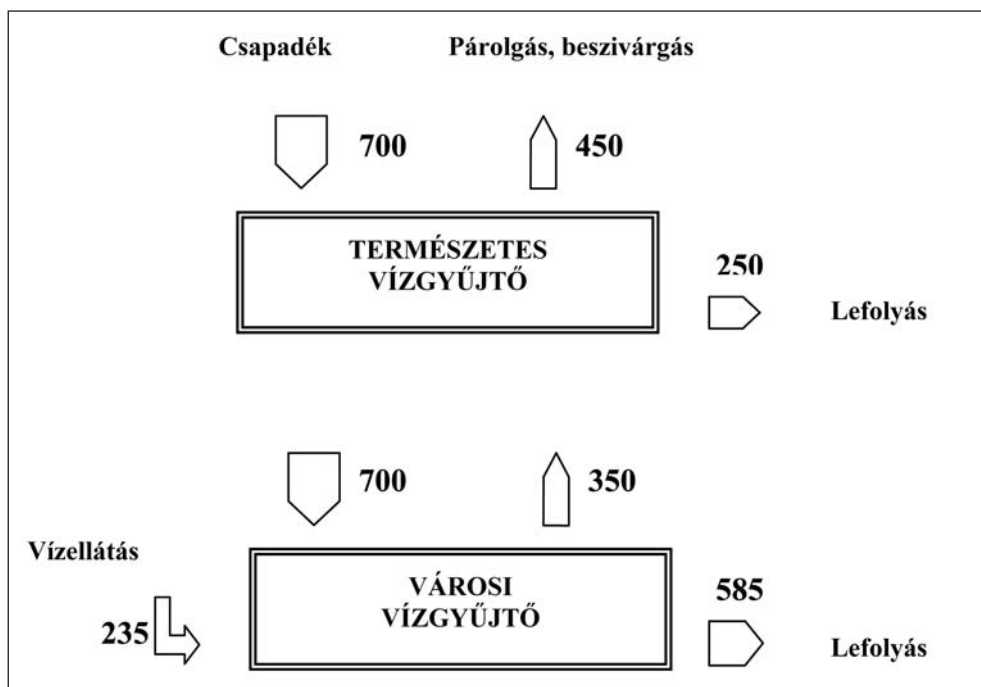 Csapadék
Párolgás, beszivárgás
700
450
TERMÉSZETES
VÍZGYŰJTŐ
250
Lefolyás
700
350
Vízellátás
VÁROSI
VÍZGYŰJTŐ
585
235
Lefolyás